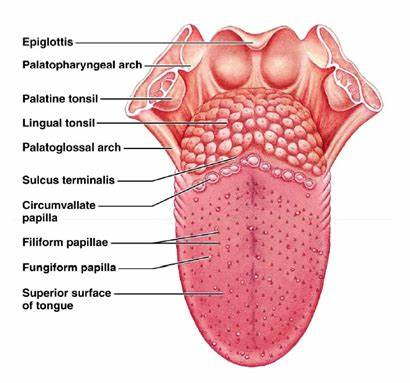 Epiglottis
Palatopharyngeal arch
Palatine tonsil
Lingual tonsil
Palatoglossal arch
Sulcus terminalis
Circumvallate
papilla
Filiform papillae
Fungiform papilla
Superior surface
of tongue